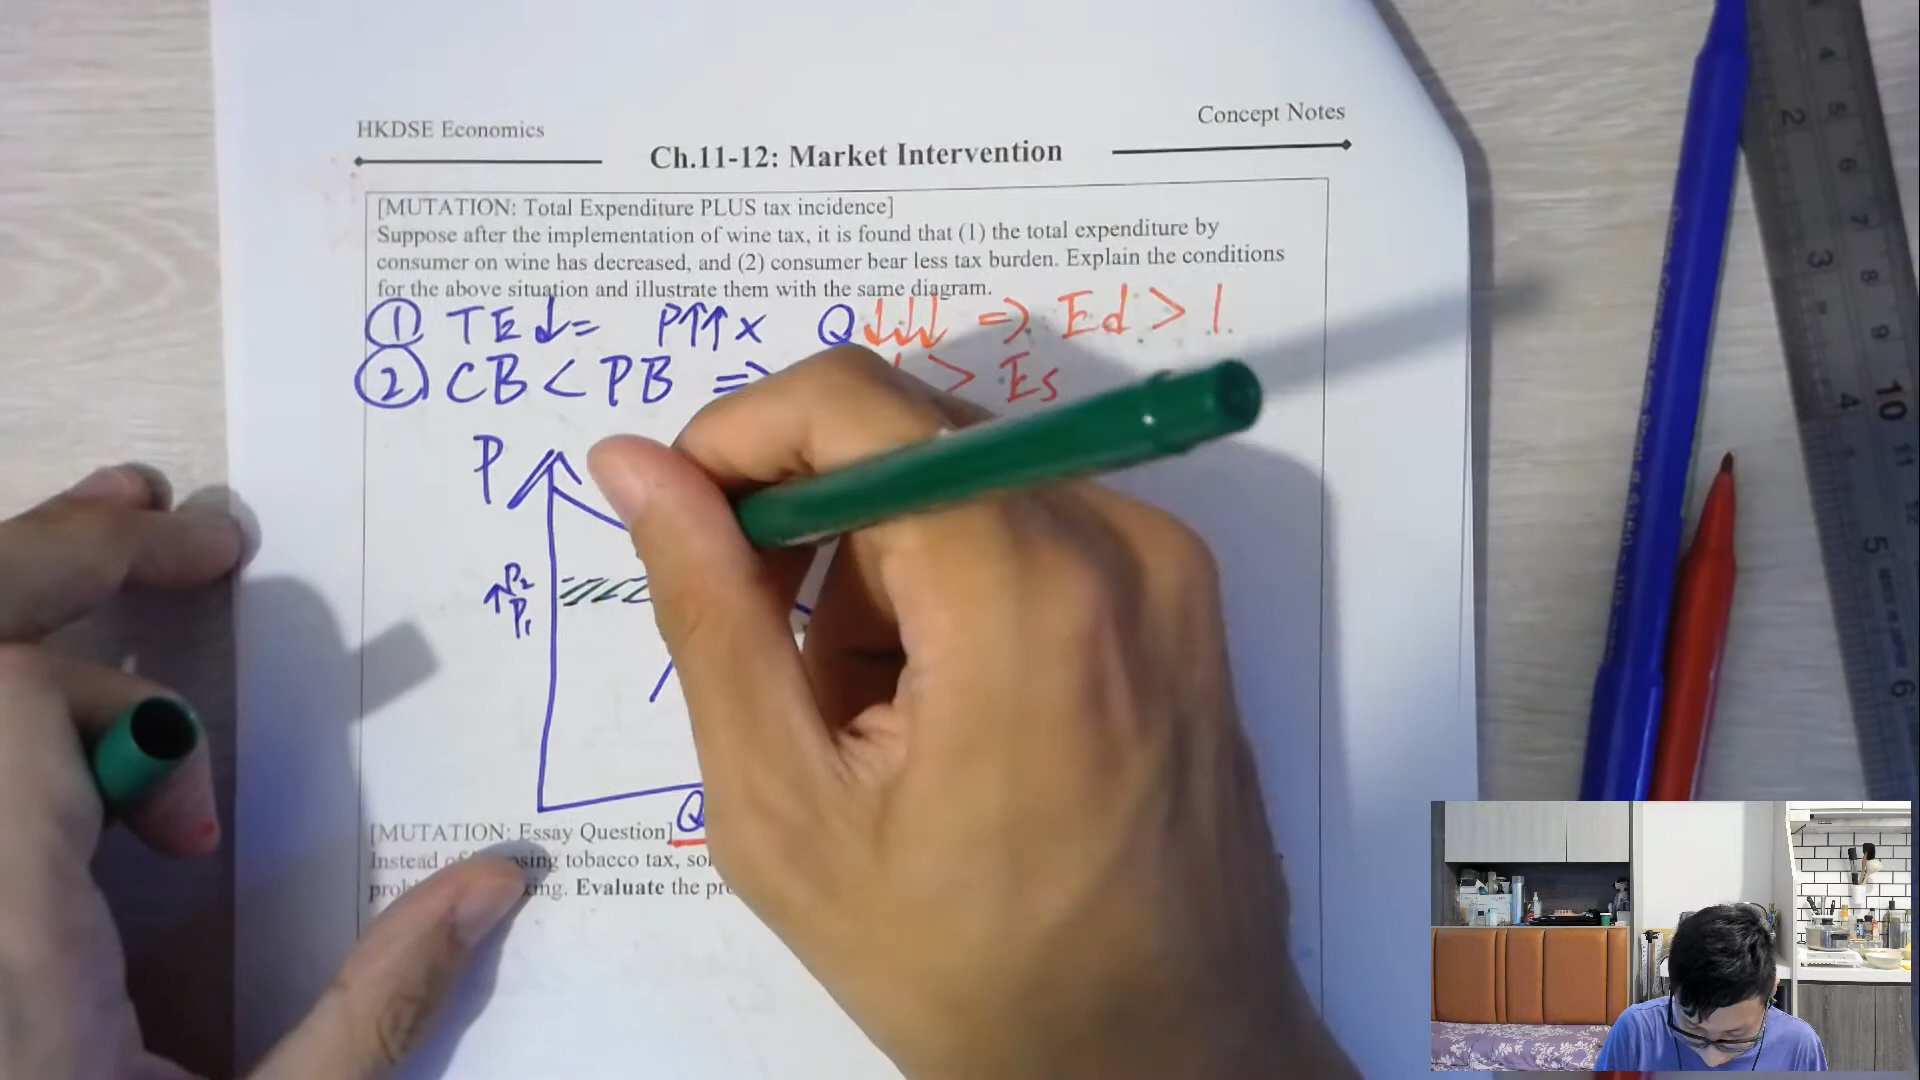 HKDSE Economics
Concept Notes
Ch.11-12: Market Intervention
[MUTATION: Total Expenditure PLUS tax incidence]
Suppose after the implementation of wine tax, it is found that (1) the total expenditure by
consumer on wine has decreased, and (2) consumer bear less tax burden. Explain the conditions
for the above situation and illustrate them with the same diagram.
① TE↓= P↑↑× Q↓↓↓ => Ed > 1
② CB < PB => > Es
P
↑P₂
P₁
Q
[MUTATION: Essay Question]
Instead tobacco tax,
Evaluate the